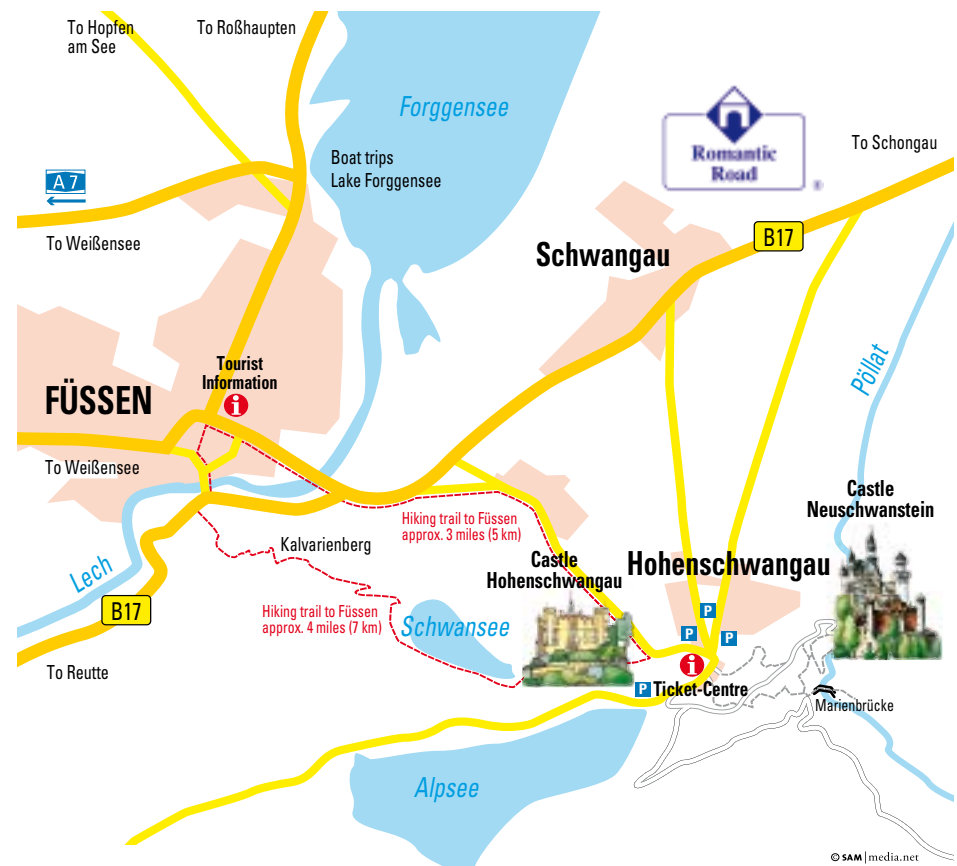 To Hopfen
am See
To Roßhaupten
Forggensee
Romantic
Road
®
To Schongau
A 7
Boat trips
Lake Forggensee
To Weißensee
B17
Schwangau
Pöllat
Tourist
Information
i
FÜSSEN
To Weißensee
Castle
Neuschwanstein
Hiking trail to Füssen
approx. 3 miles (5 km)
Kalvarienberg
Castle
Hohenschwangau
Hohenschwangau
Lech
B17
Hiking trail to Füssen
approx. 4 miles (7 km)
Schwansee
P
P
P
i
To Reutte
P Ticket-Centre
Marienbrücke
Alpsee
© SAM | media.net